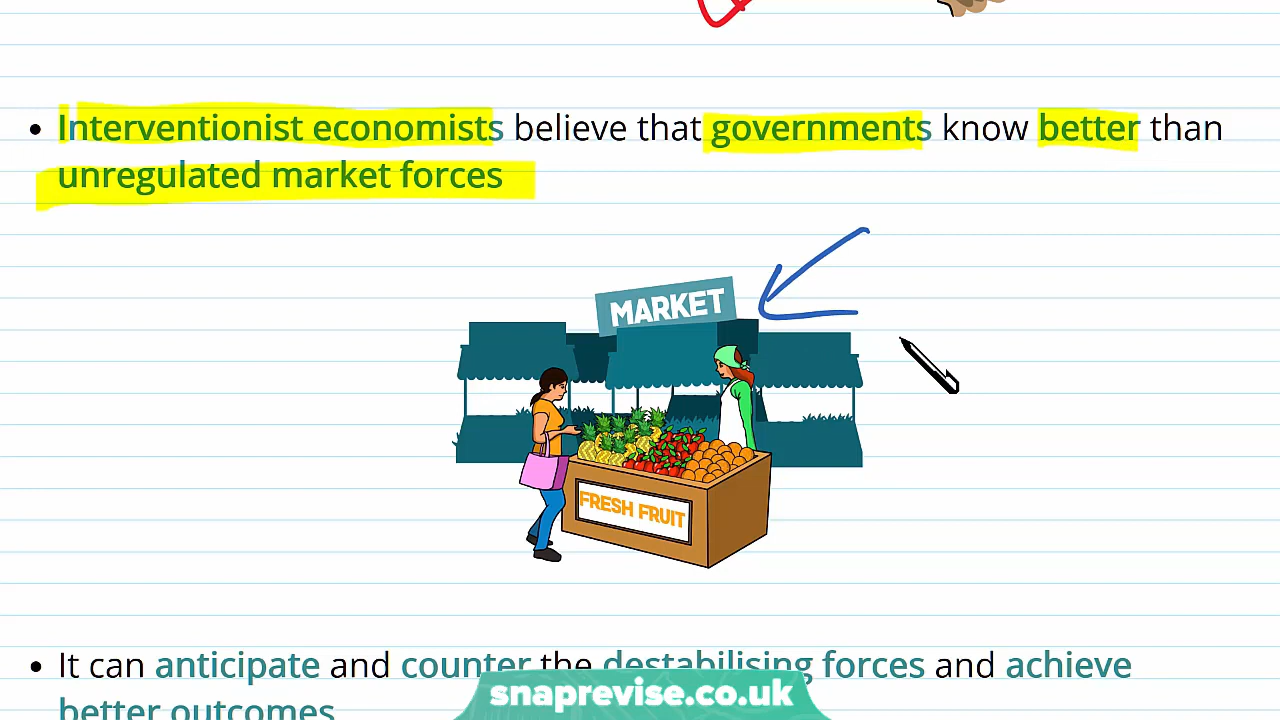 • Interventionist economists believe that governments know better than
unregulated market forces
MARKET
FRESH FRUIT
• It can anticipate and counter the destabilising forces and achieve
better outcomes
snaprevise.co.uk